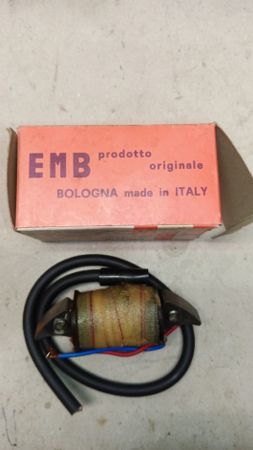 EMB prodotto
originale
BOLOGNA made in ITALY